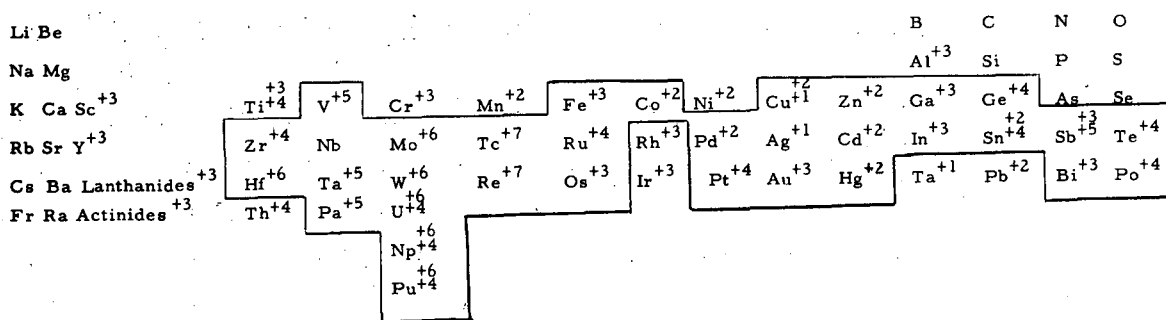 Li Be B C N O
Na Mg Al+3 Si P S
K Ca Sc+3 Ti+3 +4 V+5 Cr+3 Mn+2 Fe+3 Co+2 Ni+2 Cu+2 +1 Zn+2 Ga+3 Ge+4 As Se
Rb Sr Y+3 Zr+4 Nb Mo+6 Tc+7 Ru+4 Rh+3 Pd+2 Ag+1 Cd+2 In+3 Sn+2 +4 Sb+3 +5 Te+4
Cs Ba Lanthanides+3 Hf+6 Ta+5 W+6 Re+7 Os+3 Ir+3 Pt+4 Au+3 Hg+2 Ta+1 Pb+2 Bi+3 Po+4
Fr Ra Actinides+3 Th+4 Pa+5 U+6 +4
Np+6 +4
Pu+6 +4